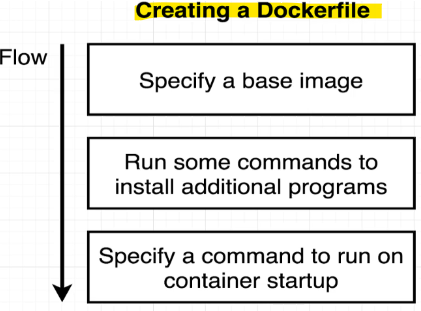 Creating a Dockerfile
Flow
Specify a base image
Run some commands to
install additional programs
Specify a command to run on
container startup